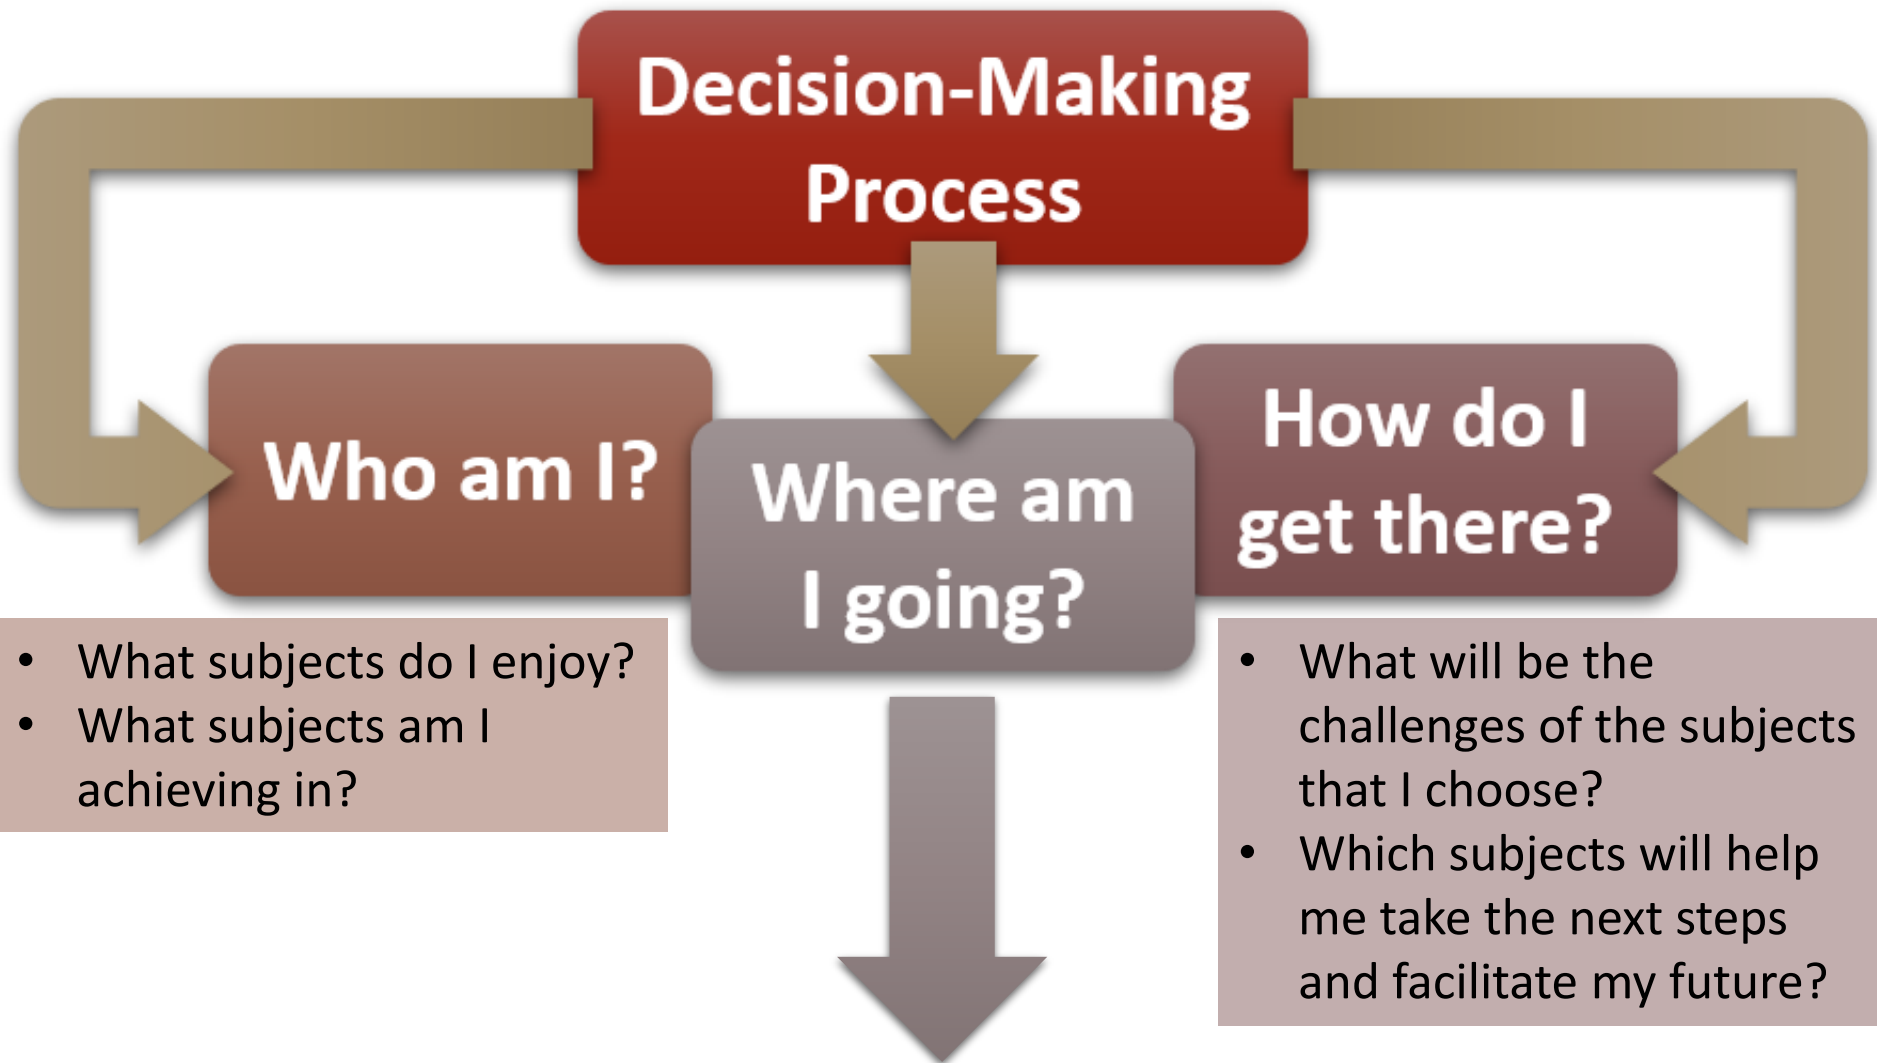 Decision-Making
Process
Who am I?
Where am
I going?
How do I
get there?
• What subjects do I enjoy?
• What subjects am I
achieving in?
• What will be the
challenges of the subjects
that I choose?
• Which subjects will help
me take the next steps
and facilitate my future?